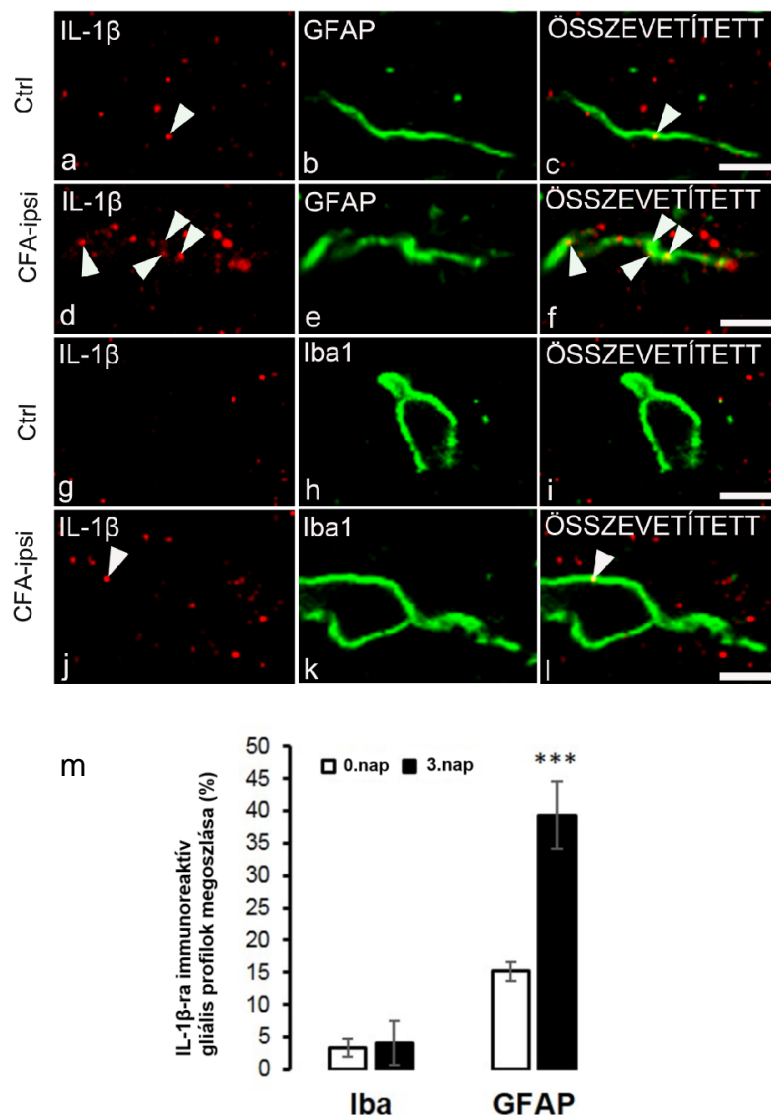 IL-1β GFAP ÖSSZEVETÍTETT
Ctrl
a b c
IL-1β GFAP ÖSSZEVETÍTETT
CFA-ipsi
d e f
IL-1β Iba1 ÖSSZEVETÍTETT
Ctrl
g h i
IL-1β Iba1 ÖSSZEVETÍTETT
CFA-ipsi
j k l
m
IL-1β-ra immunoreaktív
gliális profilok megoszlása (%)
50
45
40
35
30
25
20
15
10
5
0
0.nap 3.nap
***
Iba GFAP